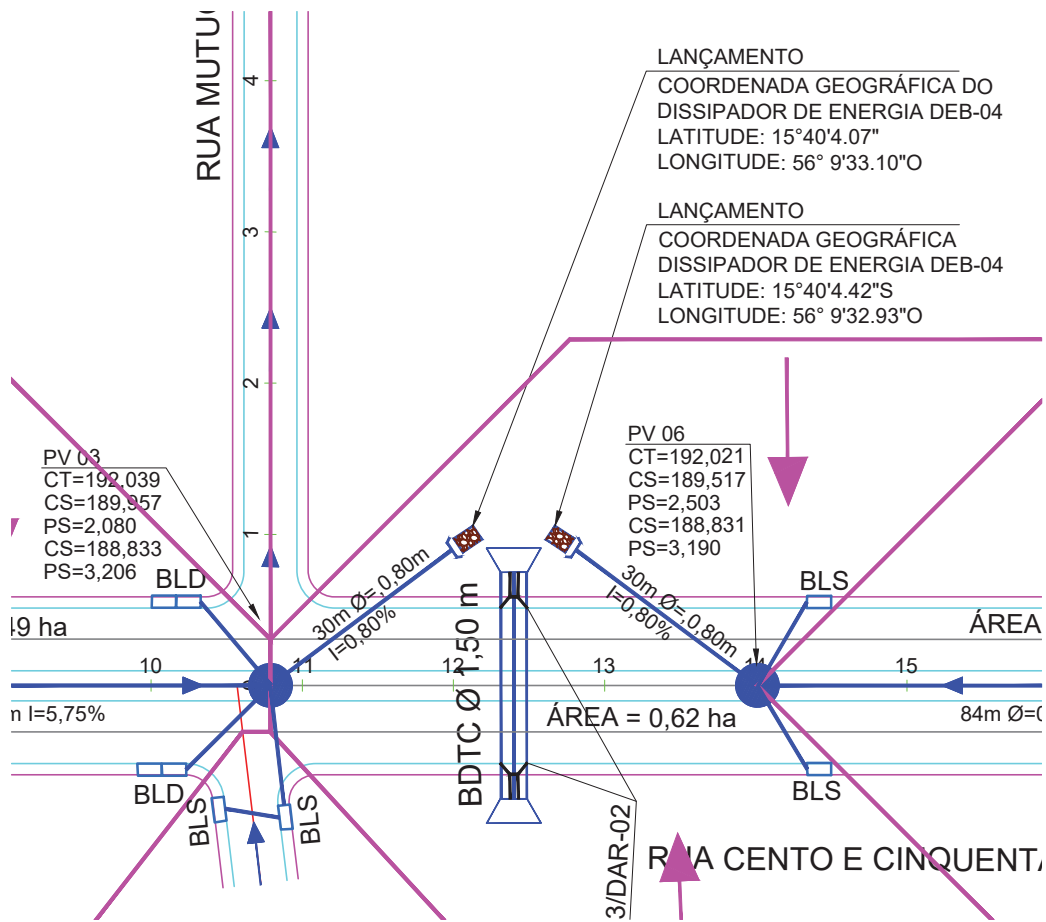 RUA MUTUC
4
3
2
1
LANÇAMENTO
COORDENADA GEOGRÁFICA DO
DISSIPADOR DE ENERGIA DEB-04
LATITUDE: 15°40'4.07"
LONGITUDE: 56° 9'33.10"O
LANÇAMENTO
COORDENADA GEOGRÁFICA
DISSIPADOR DE ENERGIA DEB-04
LATITUDE: 15°40'4.42"S
LONGITUDE: 56° 9'32.93"O
PV 03
CT=192,039
CS=189,957
PS=2,080
CS=188,833
PS=3,206
PV 06
CT=192,021
CS=189,517
PS=2,503
CS=188,831
PS=3,190
BLD
30m Ø=,0,80m
I=0,80%
30m Ø=,0,80m
I=0,80%
BLS
49 ha
ÁREA
10
11
12
13
14
15
m I=5,75%
BDTC Ø 1,50 m
ÁREA = 0,62 ha
84m Ø=0
BLD
BLS
BLS
BLS
3/DAR-02
RUA CENTO E CINQUENTA